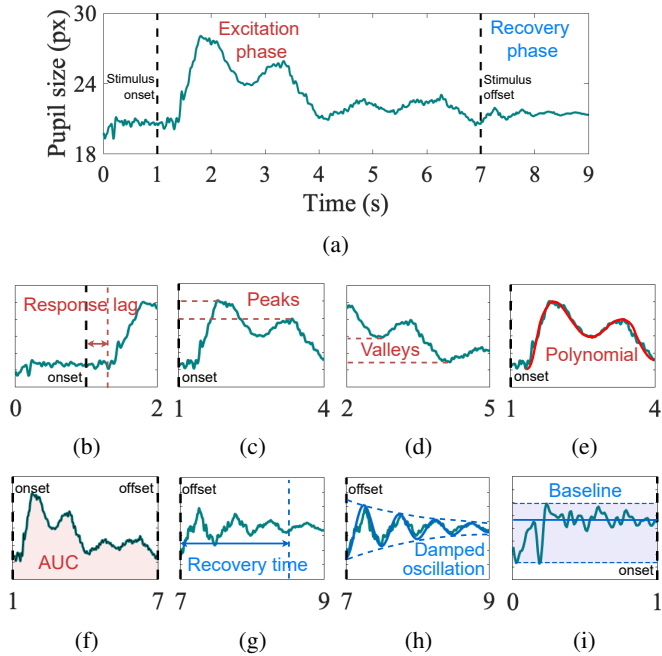 30
24
18
Pupil size (px)
Excitation
phase
Recovery
phase
Stimulus
onset
Stimulus
offset
0 1 2 3 4 5 6 7 8 9
Time (s)
(a)
Response lag
onset
0 2
(b)
Peaks
onset
1 4
(c)
Valleys
2 5
(d)
Polynomial
onset
1 4
(e)
onset
offset
AUC
1 7
(f)
offset
Recovery time
7 9
(g)
offset
Damped
oscillation
7 9
(h)
Baseline
onset
0 1
(i)